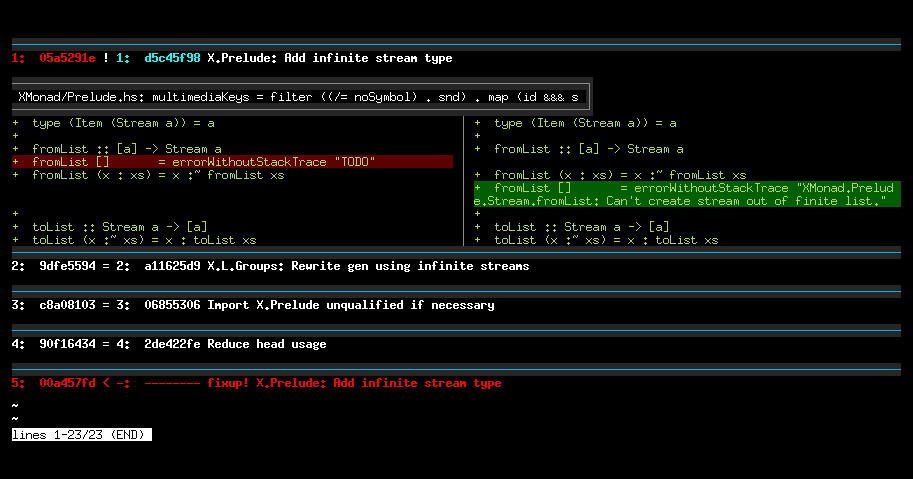 1:  05a5291e ! 1:  d5c45f98 X.Prelude: Add infinite stream type
XMonad/Prelude.hs: multimediaKeys = filter ((/= noSymbol) . snd) . map (id &&& s
+  type (Item (Stream a)) = a
+
+  fromList :: [a] -> Stream a
+  fromList []       = errorWithoutStackTrace "TODO"
+  fromList (x : xs) = x :~ fromList xs
+
+  toList :: Stream a -> [a]
+  toList (x :~ xs) = x : toList xs
+  type (Item (Stream a)) = a
+
+  fromList :: [a] -> Stream a
+  fromList (x : xs) = x :~ fromList xs
+  fromList []       = errorWithoutStackTrace "XMonad.Prelud
e.Stream.fromList: Can't create stream out of finite list."
+
+  toList :: Stream a -> [a]
+  toList (x :~ xs) = x : toList xs
2:  9dfe5594 = 2:  a11625d9 X.L.Groups: Rewrite gen using infinite streams
3:  c8a08103 = 3:  06855306 Import X.Prelude unqualified if necessary
4:  90f16434 = 4:  2de422fe Reduce head usage
5:  00a457fd < -:  -------- fixup! X.Prelude: Add infinite stream type
~
~
lines 1-23/23 (END)